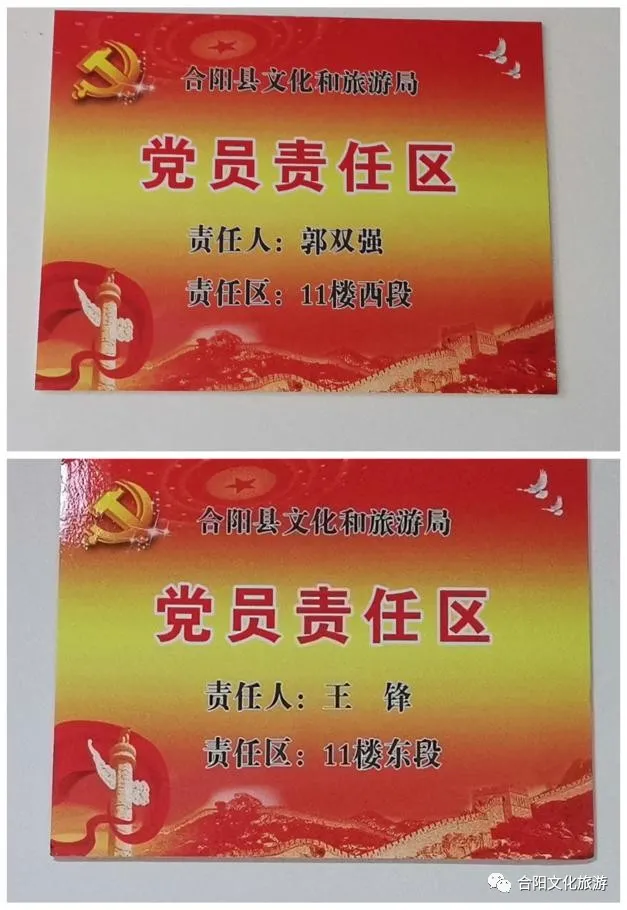 合阳县文化和旅游局
党员责任区
责任人：郭双强
责任区：11楼西段
合阳县文化和旅游局
党员责任区
责任人：王　锋
责任区：11楼东段
合阳文化旅游